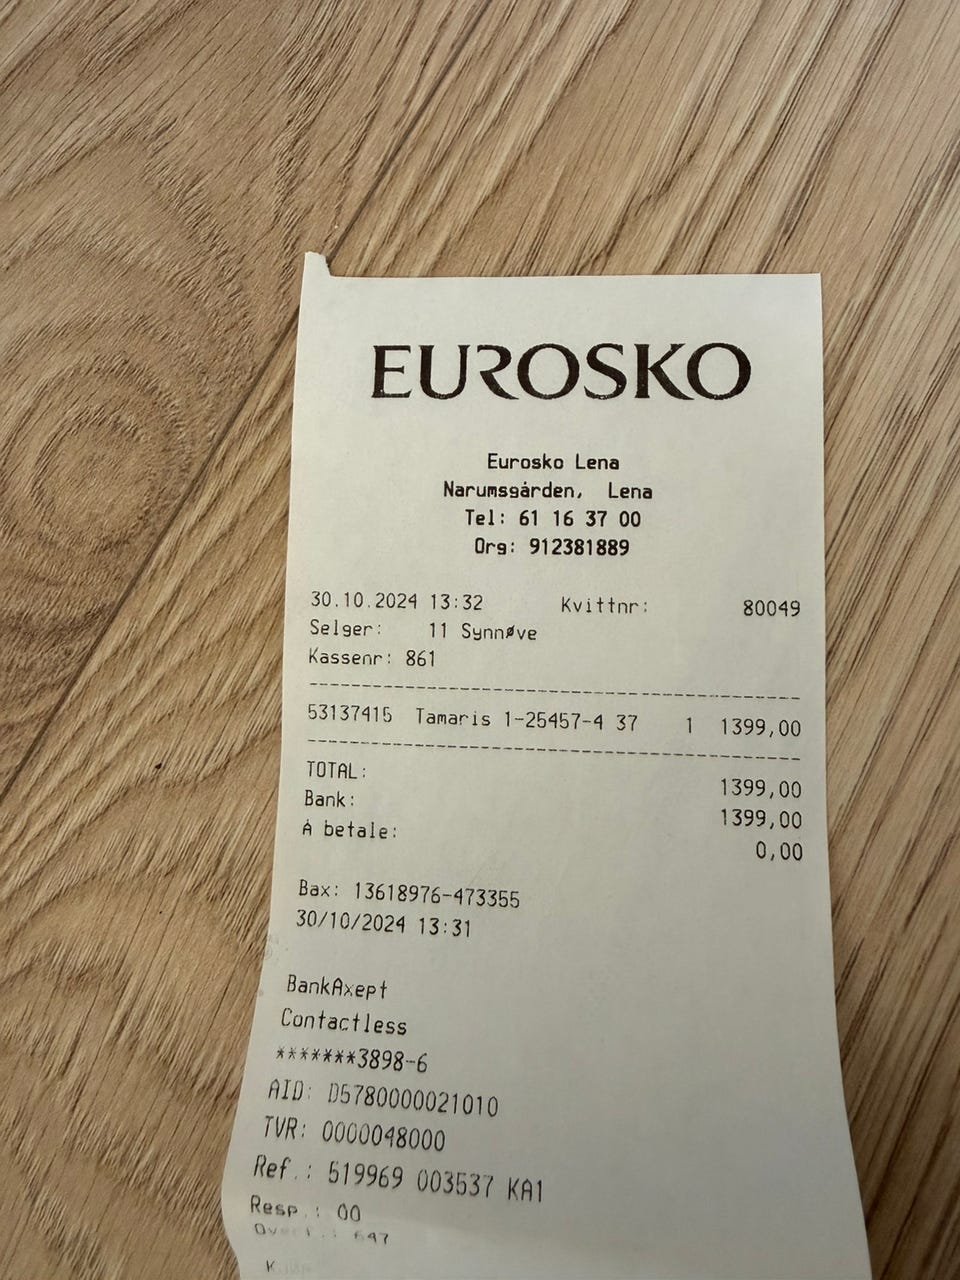 EUROSKO
Eurosko Lena
Narumsgården, Lena
Tel: 61 16 37 00
Org: 912381889
30.10.2024 13:32 Kvittnr: 80049
Selger: 11 Synnøve
Kassenr: 861
53137415 Tamaris 1-25457-4 37 1 1399,00
TOTAL: 1399,00
Bank: 1399,00
Å betale: 0,00
Bax: 13618976-473355
30/10/2024 13:31
BankAxept
Contactless
*******3898-6
AID: D5780000021010
TVR: 0000048000
Ref.: 519969 003537 KA1
Resp.: 00